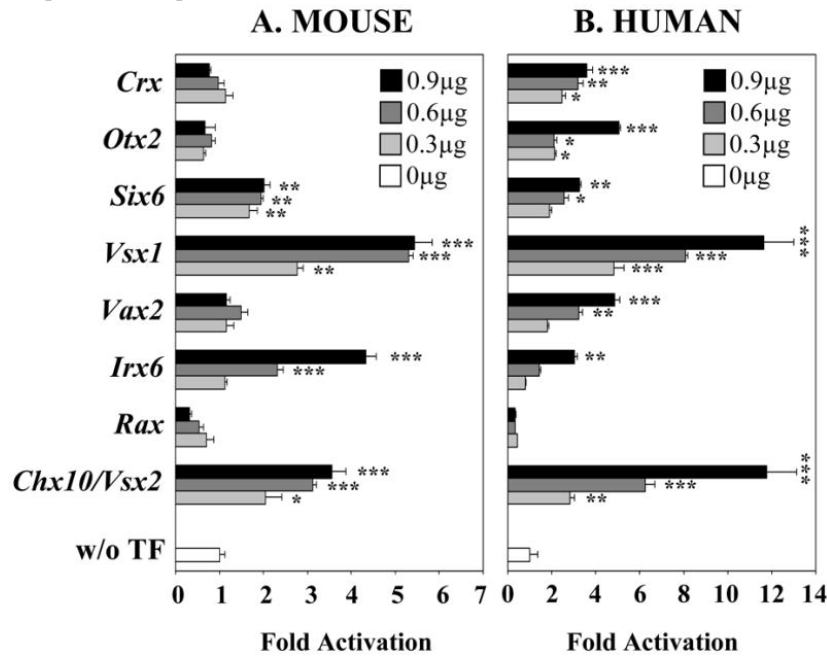 A. MOUSE B. HUMAN
Crx
Otx2
Six6
Vsx1
Vax2
Irx6
Rax
Chx10/Vsx2
w/o TF
0.9µg
0.6µg
0.3µg
0µg
**
**
**
***
***
**
***
***
***
***
*
0 1 2 3 4 5 6 7
Fold Activation
0.9µg
0.6µg
0.3µg
0µg
***
**
*
***
*
*
**
*
***
***
***
***
**
**
***
***
**
0 2 4 6 8 10 12 14
Fold Activation